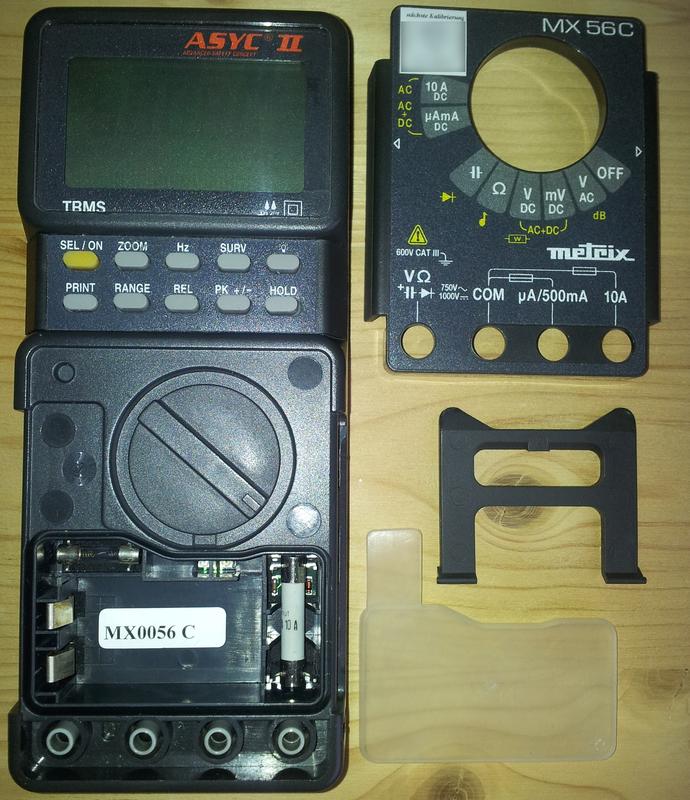 ASYC® II
ADVANCED SAFETY CONCEPT
TRMS
SEL / ON ZOOM Hz SURV
PRINT RANGE REL PK +/- HOLD
MX0056 C
10 A
nächste Kalibrierung
MX 56C
AC 10 A DC
AC + DC µA mA DC
Ω V DC mV DC V AC OFF
AC+DC dB
600V CAT III
metrix
VΩ 750V~ 1000V⎓ COM µA/500mA 10A